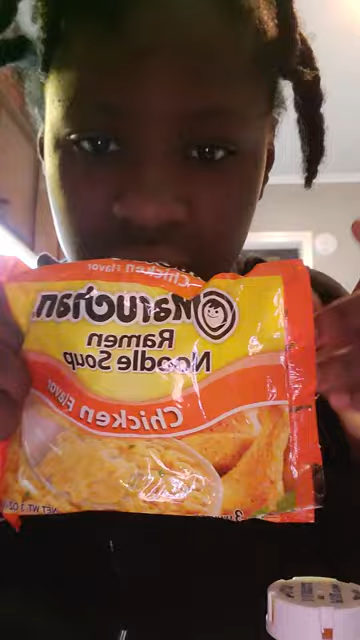 Chicken Flavor
Maruchan
Ramen
Noodle Soup
Chicken Flavor
NET WT 3 OZ